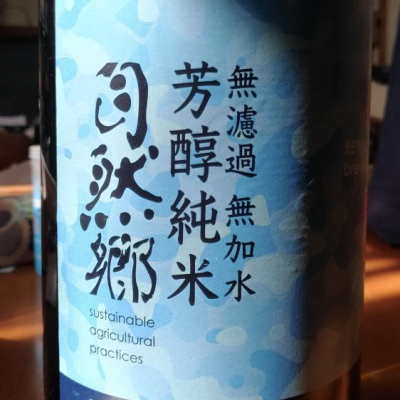 無濾過 無加水
芳醇純米
自然郷
sustainable
agricultural
practices